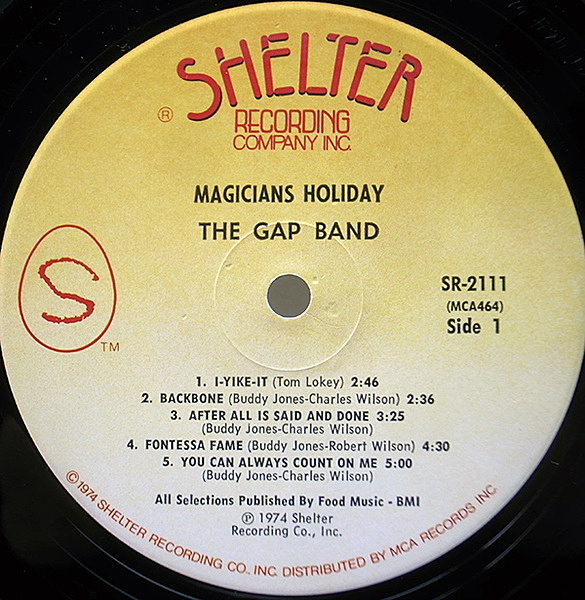 SHELTER
®
RECORDING
COMPANY INC.
MAGICIANS HOLIDAY
THE GAP BAND
S
TM
SR-2111
(MCA464)
Side 1
1. I-YIKE-IT (Tom Lokey) 2:46
2. BACKBONE (Buddy Jones-Charles Wilson) 2:36
3. AFTER ALL IS SAID AND DONE 3:25
(Buddy Jones-Charles Wilson)
4. FONTESSA FAME (Buddy Jones-Robert Wilson) 4:30
5. YOU CAN ALWAYS COUNT ON ME 5:00
(Buddy Jones-Charles Wilson)
All Selections Published By Food Music - BMI
℗ 1974 Shelter
Recording Co., Inc.
© 1974 SHELTER RECORDING CO., INC. DISTRIBUTED BY MCA RECORDS INC